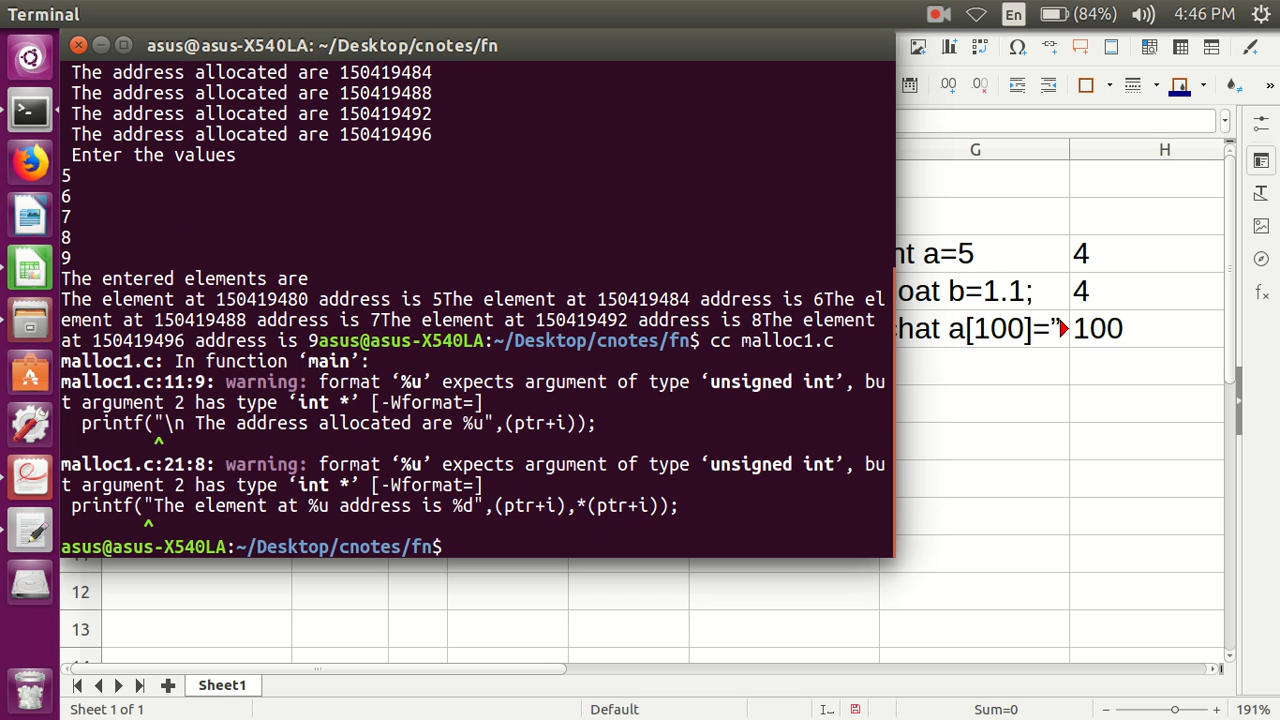 Terminal
En
(84%)
4:46 PM
asus@asus-X540LA: ~/Desktop/cnotes/fn
The address allocated are 150419484
The address allocated are 150419488
The address allocated are 150419492
The address allocated are 150419496
Enter the values
5
6
7
8
9
The entered elements are
The element at 150419480 address is 5The element at 150419484 address is 6The el
ement at 150419488 address is 7The element at 150419492 address is 8The element
at 150419496 address is 9asus@asus-X540LA:~/Desktop/cnotes/fn$ cc malloc1.c
malloc1.c: In function ‘main’:
malloc1.c:11:9: warning: format ‘%u’ expects argument of type ‘unsigned int’, bu
t argument 2 has type ‘int *’ [-Wformat=]
printf("\n The address allocated are %u",(ptr+i));
^
malloc1.c:21:8: warning: format ‘%u’ expects argument of type ‘unsigned int’, bu
t argument 2 has type ‘int *’ [-Wformat=]
printf("The element at %u address is %d",(ptr+i),*(ptr+i));
^
asus@asus-X540LA:~/Desktop/cnotes/fn$
G H
nt a=5 4
oat b=1.1; 4
chat a[100]=” 100
12
13
Sheet1
Sheet 1 of 1
Default
Sum=0
191%